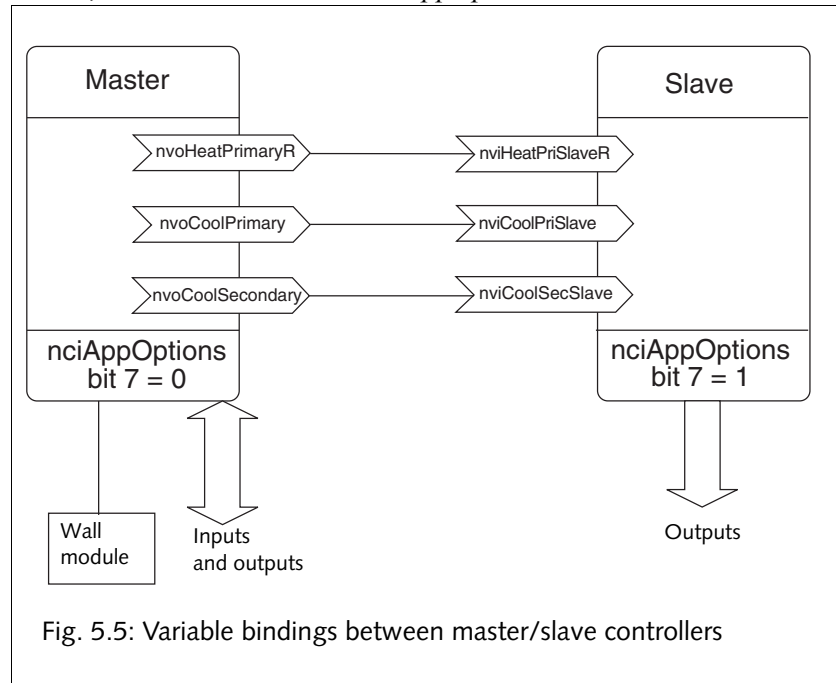 Master
Slave
nvoHeatPrimaryR
nviHeatPriSlaveR
nvoCoolPrimary
nviCoolPriSlave
nvoCoolSecondary
nviCoolSecSlave
nciAppOptions
bit 7 = 0
nciAppOptions
bit 7 = 1
Wall
module
Inputs
and outputs
Outputs
Fig. 5.5: Variable bindings between master/slave controllers